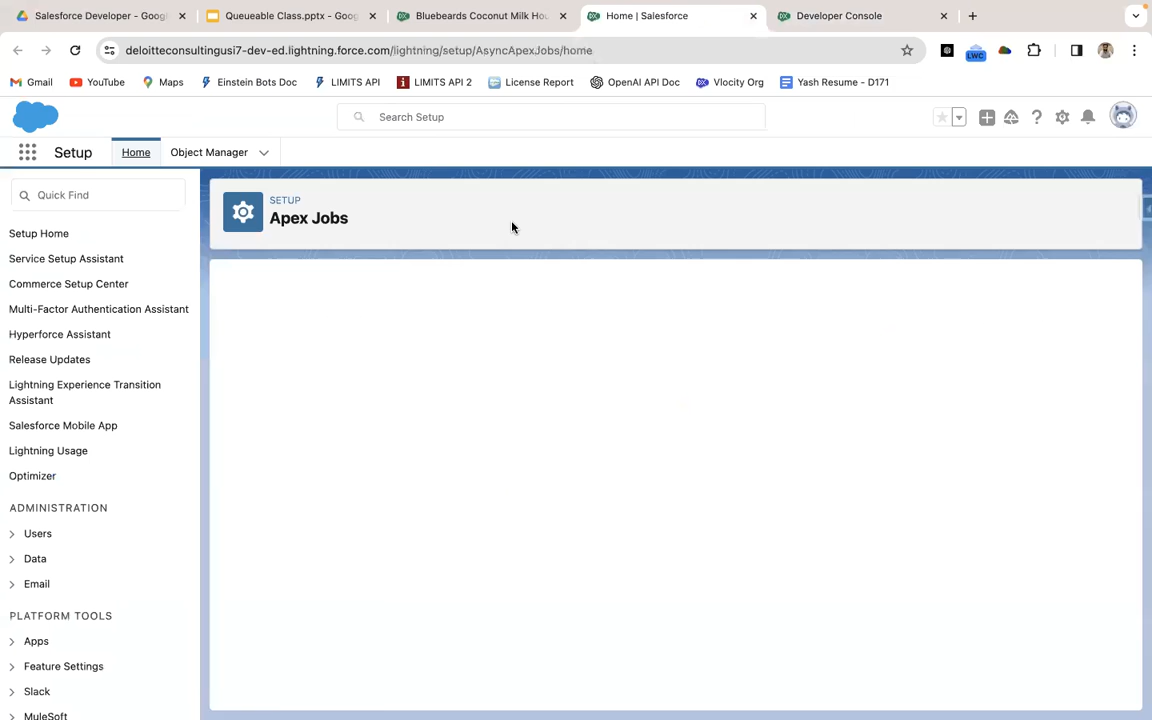 Salesforce Developer - Googl
Queueable Class.pptx - Goog
Bluebeards Coconut Milk Hou
Home | Salesforce
Developer Console
deloitteconsultingusi7-dev-ed.lightning.force.com/lightning/setup/AsyncApexJobs/home
Gmail
YouTube
Maps
Einstein Bots Doc
LIMITS API
LIMITS API 2
License Report
OpenAI API Doc
Vlocity Org
Yash Resume - D171
LWC
Search Setup
Setup
Home
Object Manager
Quick Find
SETUP
Apex Jobs
Setup Home
Service Setup Assistant
Commerce Setup Center
Multi-Factor Authentication Assistant
Hyperforce Assistant
Release Updates
Lightning Experience Transition
Assistant
Salesforce Mobile App
Lightning Usage
Optimizer
ADMINISTRATION
Users
Data
Email
PLATFORM TOOLS
Apps
Feature Settings
Slack
MuleSoft